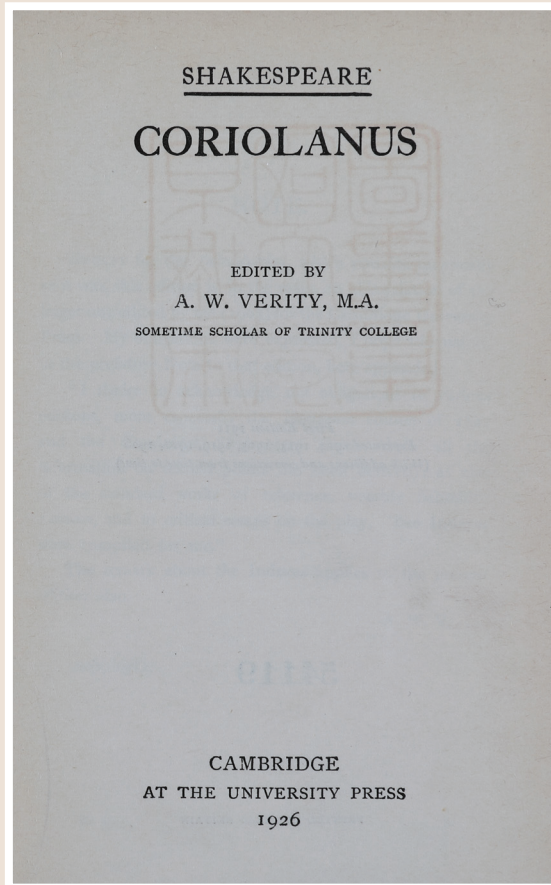 SHAKESPEARE
CORIOLANUS
EDITED BY
A. W. VERITY, M.A.
SOMETIME SCHOLAR OF TRINITY COLLEGE
CAMBRIDGE
AT THE UNIVERSITY PRESS
1926